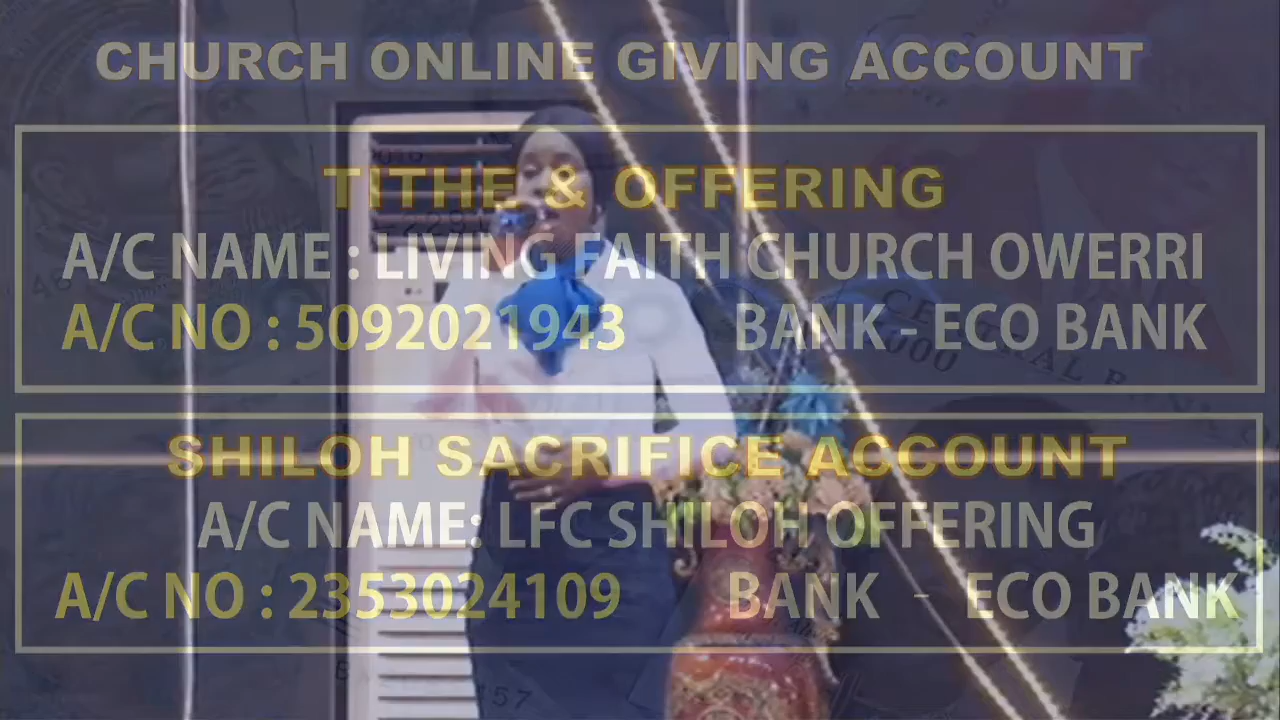 CHURCH ONLINE GIVING ACCOUNT
TITHE & OFFERING
A/C NAME : LIVING FAITH CHURCH OWERRI
A/C NO : 5092021943 BANK - ECO BANK
SHILOH SACRIFICE ACCOUNT
A/C NAME: LFC SHILOH OFFERING
A/C NO : 2353024109 BANK - ECO BANK